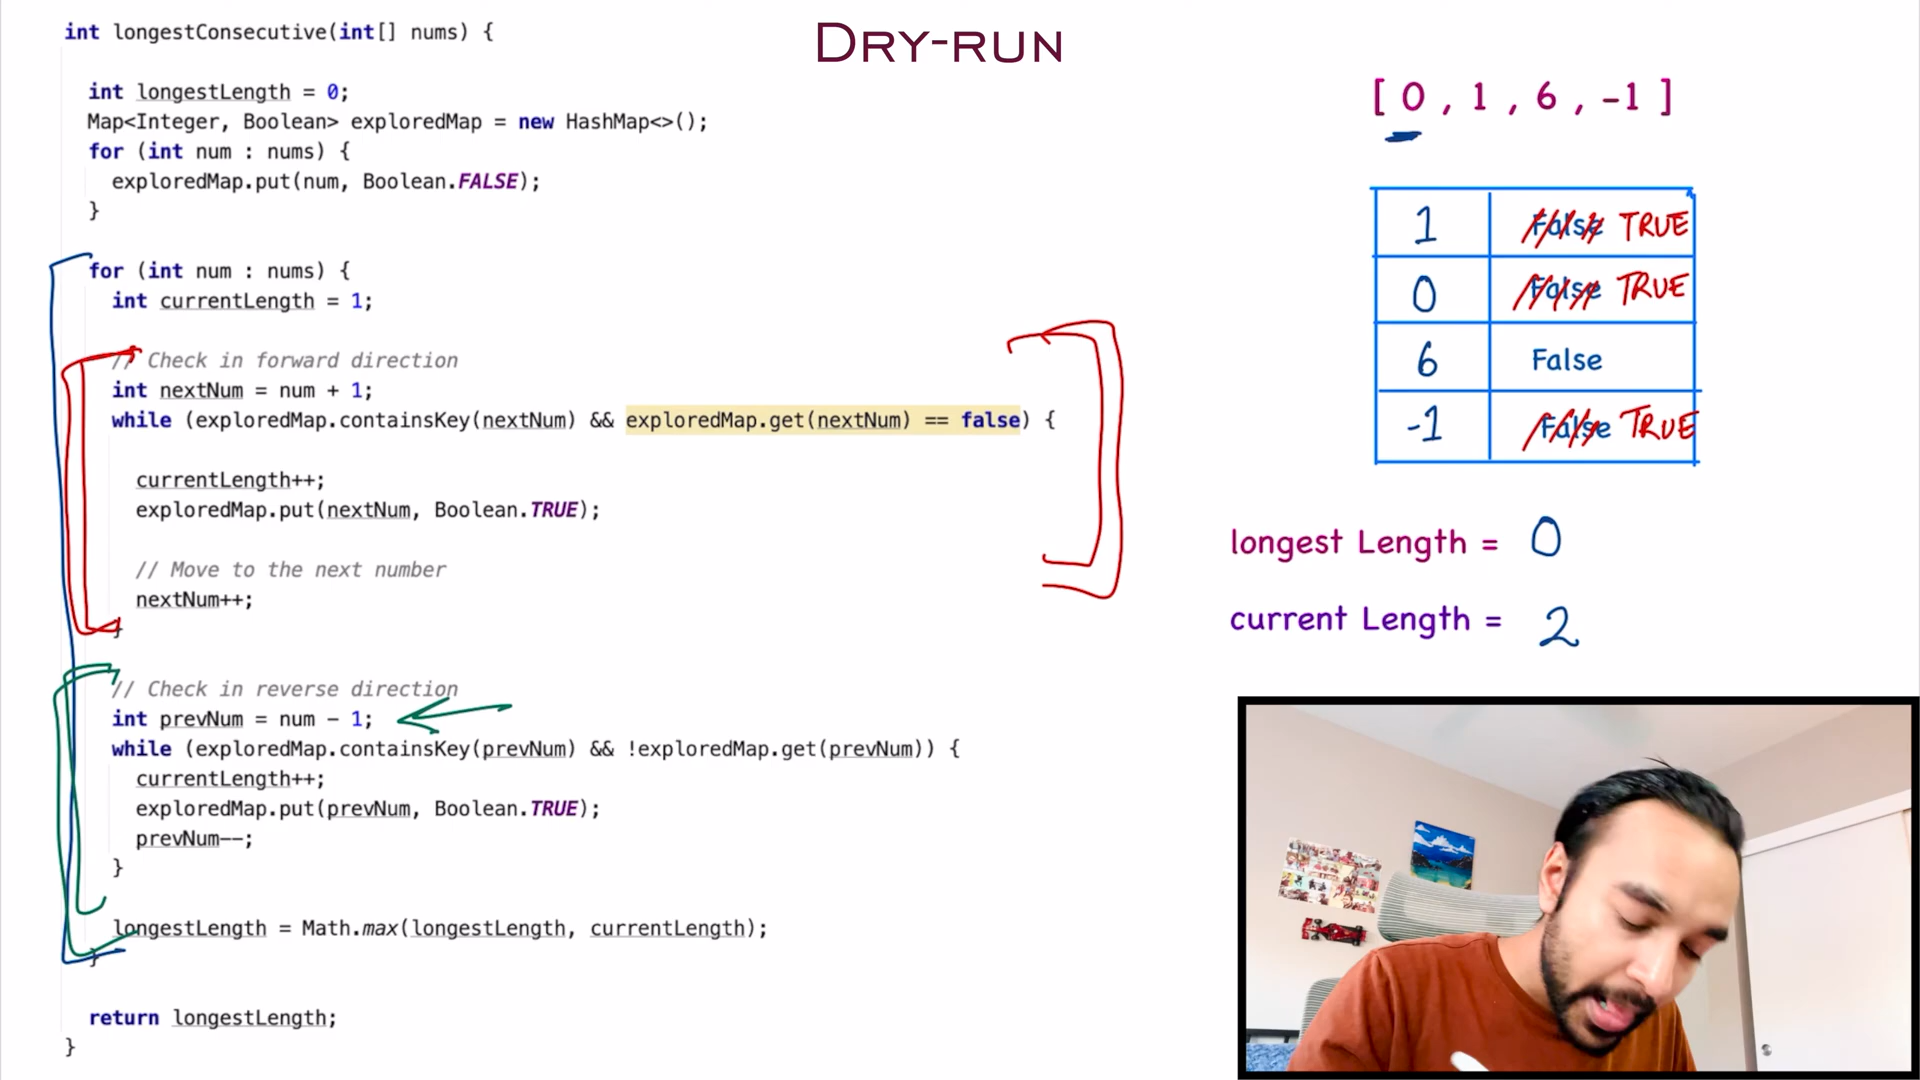 int longestConsecutive(int[] nums) {
int longestLength = 0;
Map<Integer, Boolean> exploredMap = new HashMap<>();
for (int num : nums) {
exploredMap.put(num, Boolean.FALSE);
}
for (int num : nums) {
int currentLength = 1;
// Check in forward direction
int nextNum = num + 1;
while (exploredMap.containsKey(nextNum) && exploredMap.get(nextNum) == false) {
currentLength++;
exploredMap.put(nextNum, Boolean.TRUE);
// Move to the next number
nextNum++;
}
// Check in reverse direction
int prevNum = num - 1;
while (exploredMap.containsKey(prevNum) && !exploredMap.get(prevNum)) {
currentLength++;
exploredMap.put(prevNum, Boolean.TRUE);
prevNum--;
}
longestLength = Math.max(longestLength, currentLength);
}
return longestLength;
}
DRY-RUN
[ 0 , 1 , 6 , -1 ]
1 False TRUE
0 False TRUE
6 False
-1 False TRUE
longest Length = 0
current Length = 2